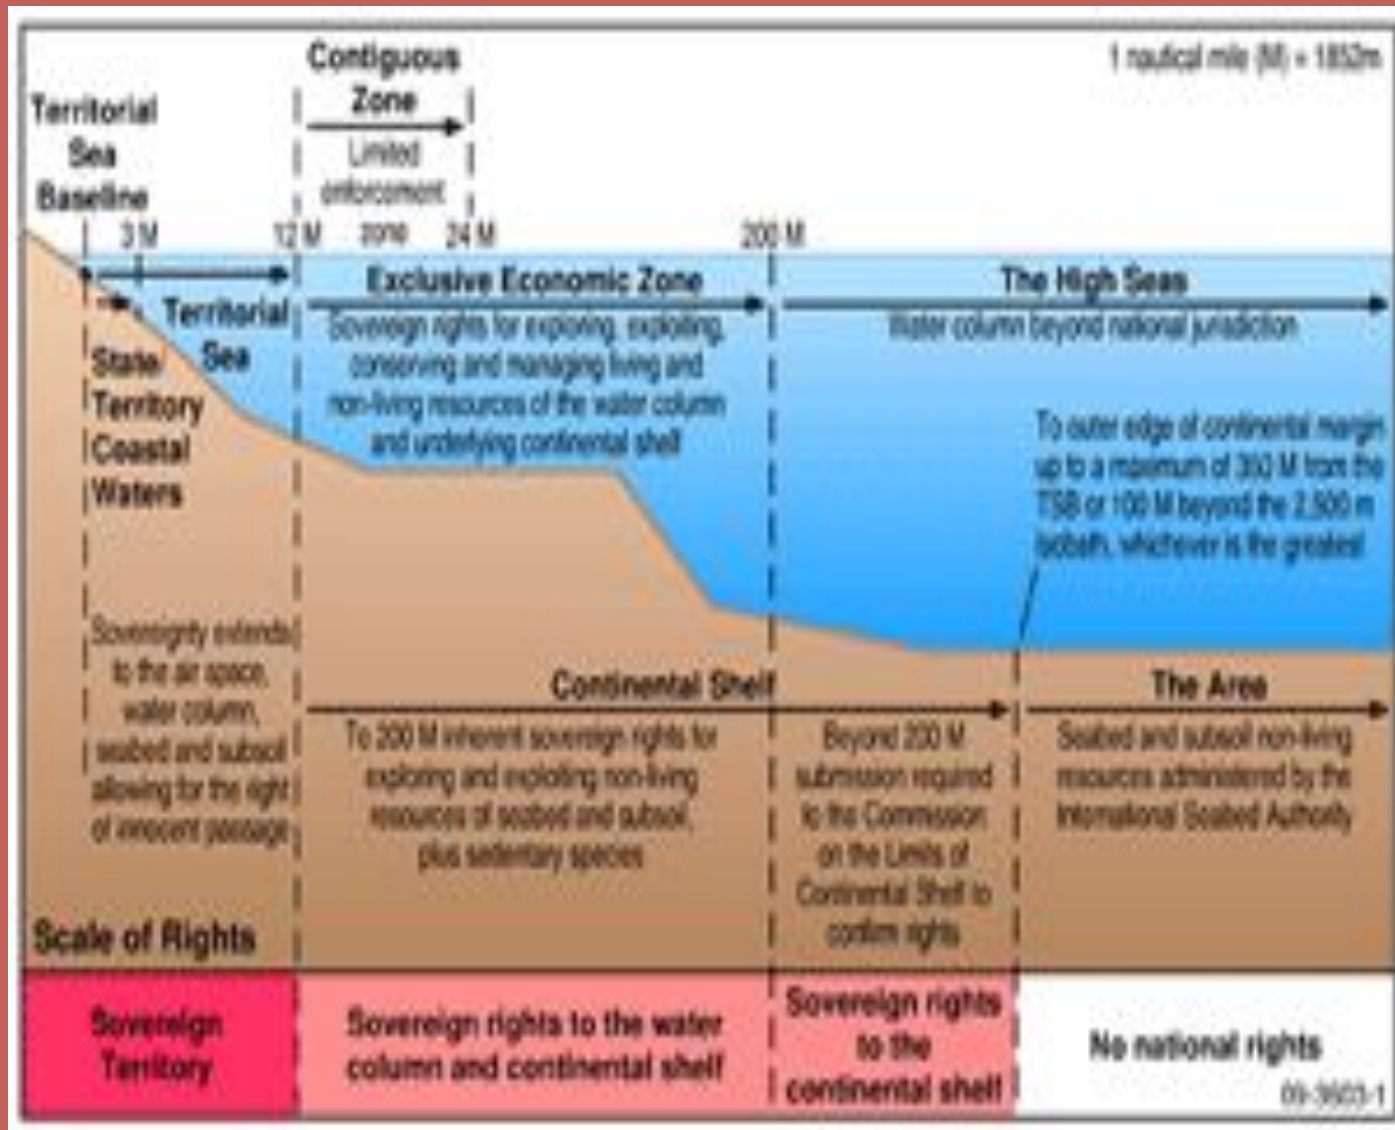 Contiguous
Zone
Limited
enforcement
zone
1 nautical mile (M) = 1852m
Territorial
Sea
Baseline
3 M
12 M
24 M
200 M
Territorial
Sea
Exclusive Economic Zone
Sovereign rights for exploring, exploiting,
conserving and managing living and
non-living resources of the water column
and underlying continental shelf
The High Seas
Water column beyond national jurisdiction
State/
Territory
Coastal
Waters
To outer edge of continental margin
up to a maximum of 350 M from the
TSB or 100 M beyond the 2,500 m
isobath, whichever is the greatest
Sovereignty extends
to the air space,
water column,
seabed and subsoil
allowing for the right
of innocent passage
Continental Shelf
To 200 M inherent sovereign rights for
exploring and exploiting non-living
resources of seabed and subsoil,
plus sedentary species
Beyond 200 M
submission required
to the Commission
on the Limits of
Continental Shelf to
confirm rights
The Area
Seabed and subsoil non-living
resources administered by the
International Seabed Authority
Scale of Rights
Sovereign
Territory
Sovereign rights to the water
column and continental shelf
Sovereign rights
to the
continental shelf
No national rights
09-3603-1